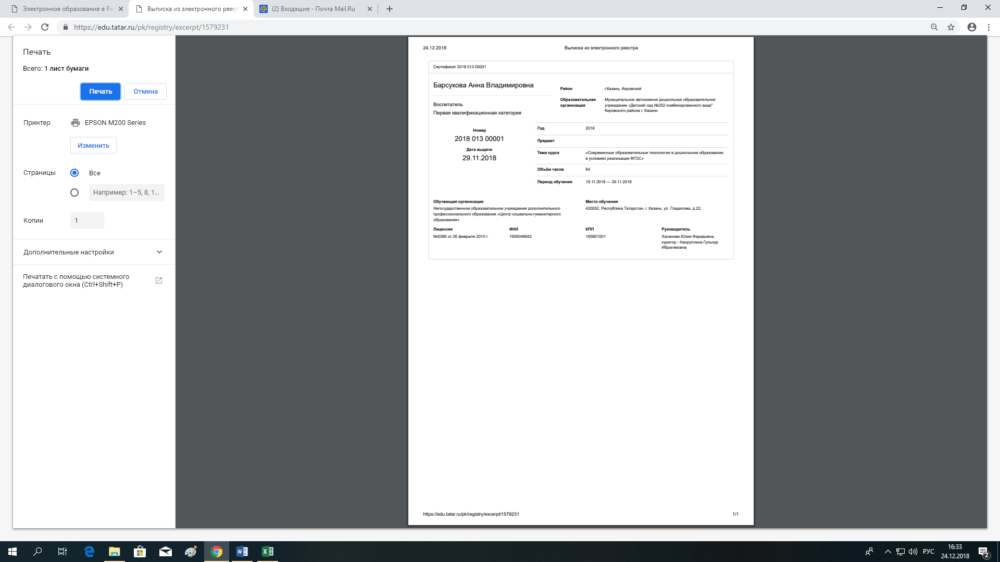 Электронное образование в Ре
Выписка из электронного реест
(2) Входящие - Почта Mail.Ru
https://edu.tatar.ru/pk/registry/excerpt/1579231
Печать
Всего: 1 лист бумаги
Печать
Отмена
Принтер
EPSON M200 Series
Изменить
Страницы
Все
Например: 1–5, 8, 1...
Копии
1
Дополнительные настройки
Печатать с помощью системного
диалогового окна (Ctrl+Shift+P)
24.12.2018
Выписка из электронного реестра
Сертификат 2018 013 00001
Барсукова Анна Владимировна
Воспитатель
Первая квалификационная категория
Район
г.Казань, Кировский
Образовательная
организация
Муниципальное автономное дошкольное образовательное
учреждение «Детский сад №252 комбинированного вида"
Кировского района г. Казани
Номер
2018 013 00001
Дата выдачи
29.11.2018
Год
2018
Предмет
Тема курса
«Современные образовательные технологии в дошкольном образовании
в условиях реализации ФГОС»
Объём часов
64
Период обучения
19.11.2018 — 29.11.2018
Обучающая организация
Негосударственное образовательное учреждение дополнительного
профессионального образования «Центр социально-гуманитарного
образования»
Место обучения
420032, Республика Татарстан, г. Казань, ул. Гладилова, д.22.
Лицензия
№5386 от 26 февраля 2014 г.
ИНН
1656046642
КПП
165601001
Руководитель
Хасанова Юлия Фаридовна,
куратор - Насруллина Гульнур
Ибрагимовна
https://edu.tatar.ru/pk/registry/excerpt/1579231
1/1
РУС
16:33
24.12.2018
2